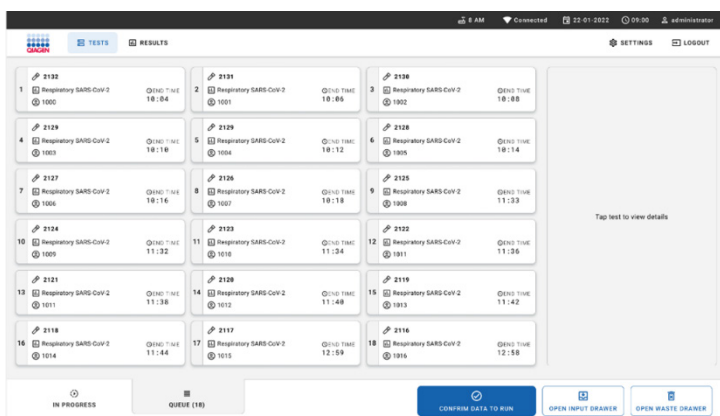 8 AM Connected 22-01-2022 09:00 administrator
QIAGEN TESTS RESULTS SETTINGS LOGOUT
2132
1 Respiratory SARS-CoV-2 END TIME
1000 10:04
2131
2 Respiratory SARS-CoV-2 END TIME
1001 10:06
2130
3 Respiratory SARS-CoV-2 END TIME
1002 10:08
2129
4 Respiratory SARS-CoV-2 END TIME
1003 10:10
2129
5 Respiratory SARS-CoV-2 END TIME
1004 10:12
2128
6 Respiratory SARS-CoV-2 END TIME
1005 10:14
2127
7 Respiratory SARS-CoV-2 END TIME
1006 10:16
2126
8 Respiratory SARS-CoV-2 END TIME
1007 10:18
2125
9 Respiratory SARS-CoV-2 END TIME
1008 11:33
Tap test to view details
2124
10 Respiratory SARS-CoV-2 END TIME
1009 11:32
2123
11 Respiratory SARS-CoV-2 END TIME
1010 11:34
2122
12 Respiratory SARS-CoV-2 END TIME
1011 11:36
2121
13 Respiratory SARS-CoV-2 END TIME
1011 11:38
2120
14 Respiratory SARS-CoV-2 END TIME
1012 11:40
2119
15 Respiratory SARS-CoV-2 END TIME
1013 11:42
2118
16 Respiratory SARS-CoV-2 END TIME
1014 11:44
2117
17 Respiratory SARS-CoV-2 END TIME
1015 12:59
2116
18 Respiratory SARS-CoV-2 END TIME
1016 12:58
IN PROGRESS QUEUE (18) CONFRIM DATA TO RUN OPEN INPUT DRAWER OPEN WASTE DRAWER